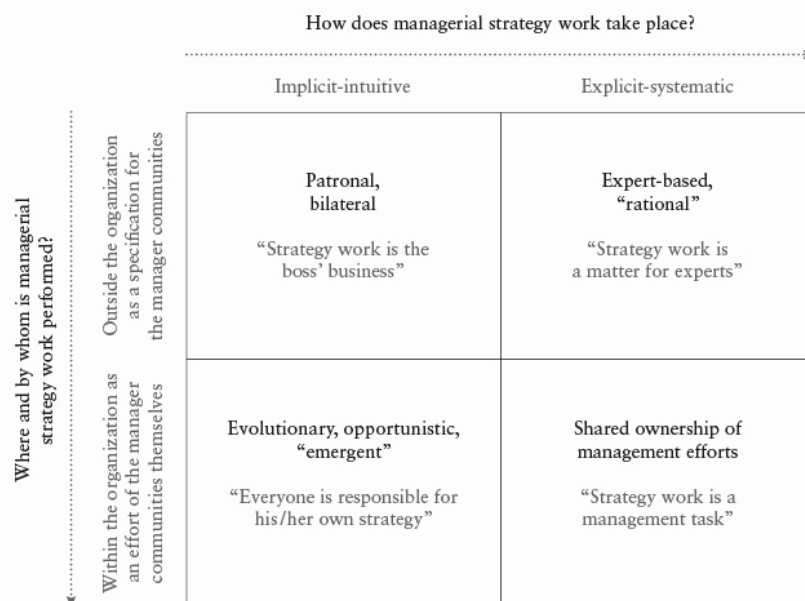 How does managerial strategy work take place?
Implicit-intuitive
Explicit-systematic
Where and by whom is managerial
strategy work performed?
Outside the organization
as a specification for
the manager communities
Patronal,
bilateral
“Strategy work is the
boss’ business”
Expert-based,
“rational”
“Strategy work is
a matter for experts”
Within the organization as
an effort of the manager
communities themselves
Evolutionary, opportunistic,
“emergent”
“Everyone is responsible for
his/her own strategy”
Shared ownership of
management efforts
“Strategy work is a
management task”